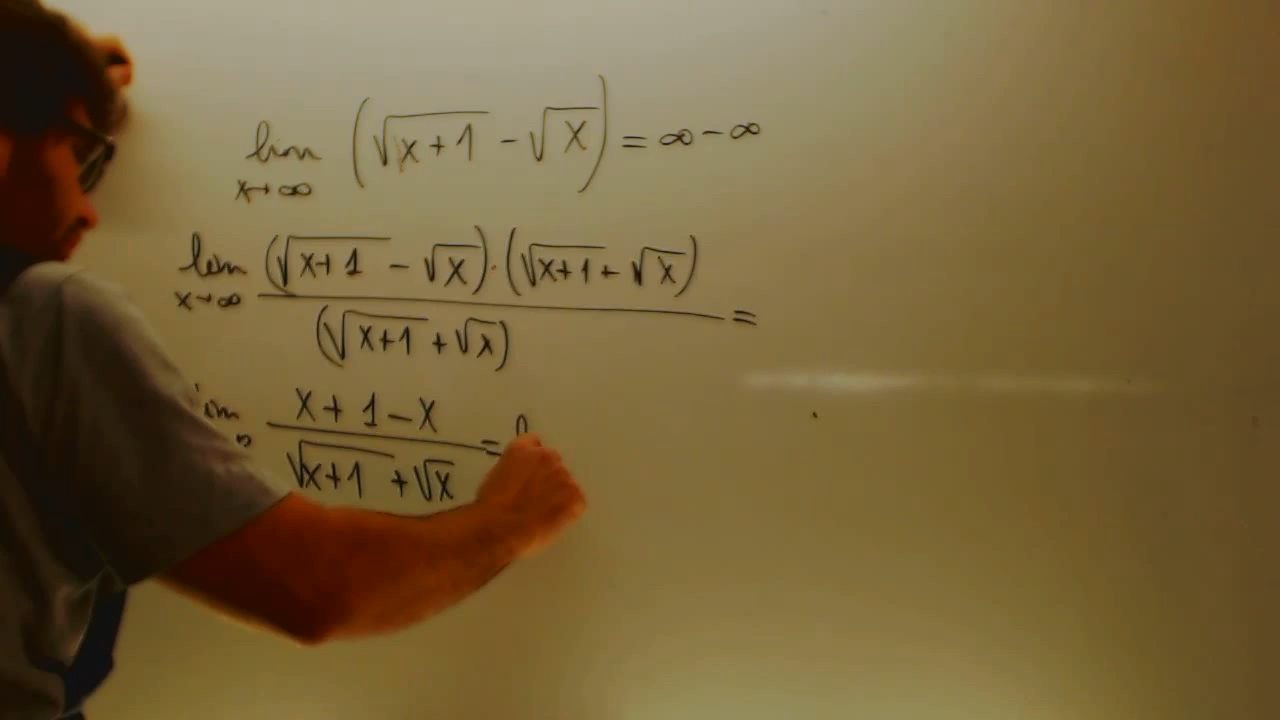 lim (√(x+1) - √x) = ∞ - ∞
x→∞
lim (√(x+1) - √x)·(√(x+1) + √x)
x→∞ =
(√(x+1) + √x)
x + 1 - x
=
√(x+1) + √x